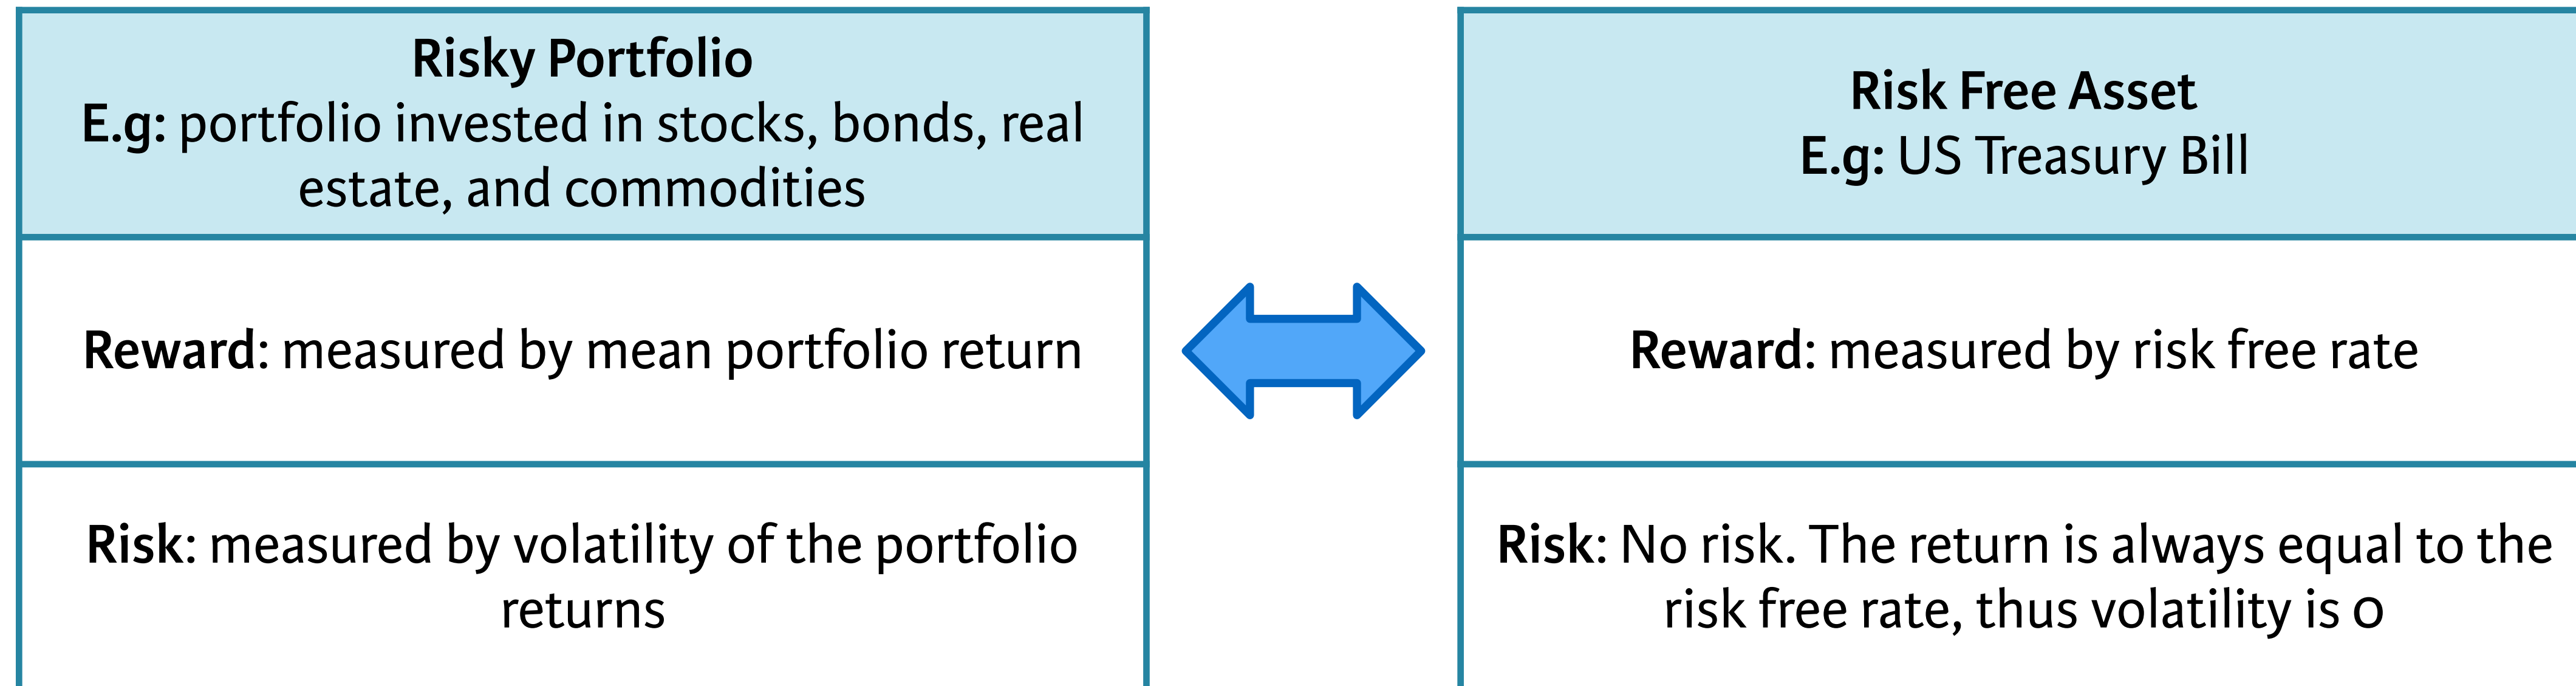 Risky Portfolio
E.g: portfolio invested in stocks, bonds, real
estate, and commodities
Reward: measured by mean portfolio return
Risk: measured by volatility of the portfolio
returns
Risk Free Asset
E.g: US Treasury Bill
Reward: measured by risk free rate
Risk: No risk. The return is always equal to the
risk free rate, thus volatility is 0